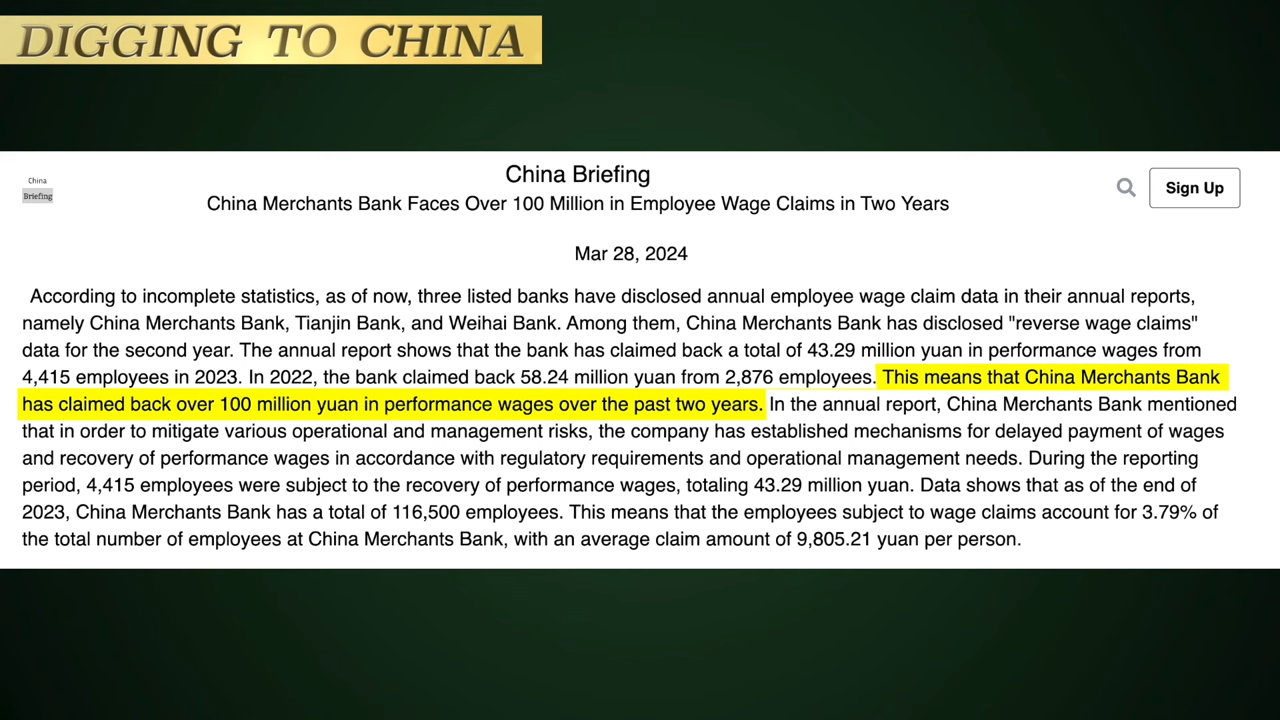 DIGGING TO CHINA
China
Briefing
China Briefing
Sign Up
China Merchants Bank Faces Over 100 Million in Employee Wage Claims in Two Years
Mar 28, 2024
According to incomplete statistics, as of now, three listed banks have disclosed annual employee wage claim data in their annual reports,
namely China Merchants Bank, Tianjin Bank, and Weihai Bank. Among them, China Merchants Bank has disclosed "reverse wage claims"
data for the second year. The annual report shows that the bank has claimed back a total of 43.29 million yuan in performance wages from
4,415 employees in 2023. In 2022, the bank claimed back 58.24 million yuan from 2,876 employees. This means that China Merchants Bank
has claimed back over 100 million yuan in performance wages over the past two years. In the annual report, China Merchants Bank mentioned
that in order to mitigate various operational and management risks, the company has established mechanisms for delayed payment of wages
and recovery of performance wages in accordance with regulatory requirements and operational management needs. During the reporting
period, 4,415 employees were subject to the recovery of performance wages, totaling 43.29 million yuan. Data shows that as of the end of
2023, China Merchants Bank has a total of 116,500 employees. This means that the employees subject to wage claims account for 3.79% of
the total number of employees at China Merchants Bank, with an average claim amount of 9,805.21 yuan per person.